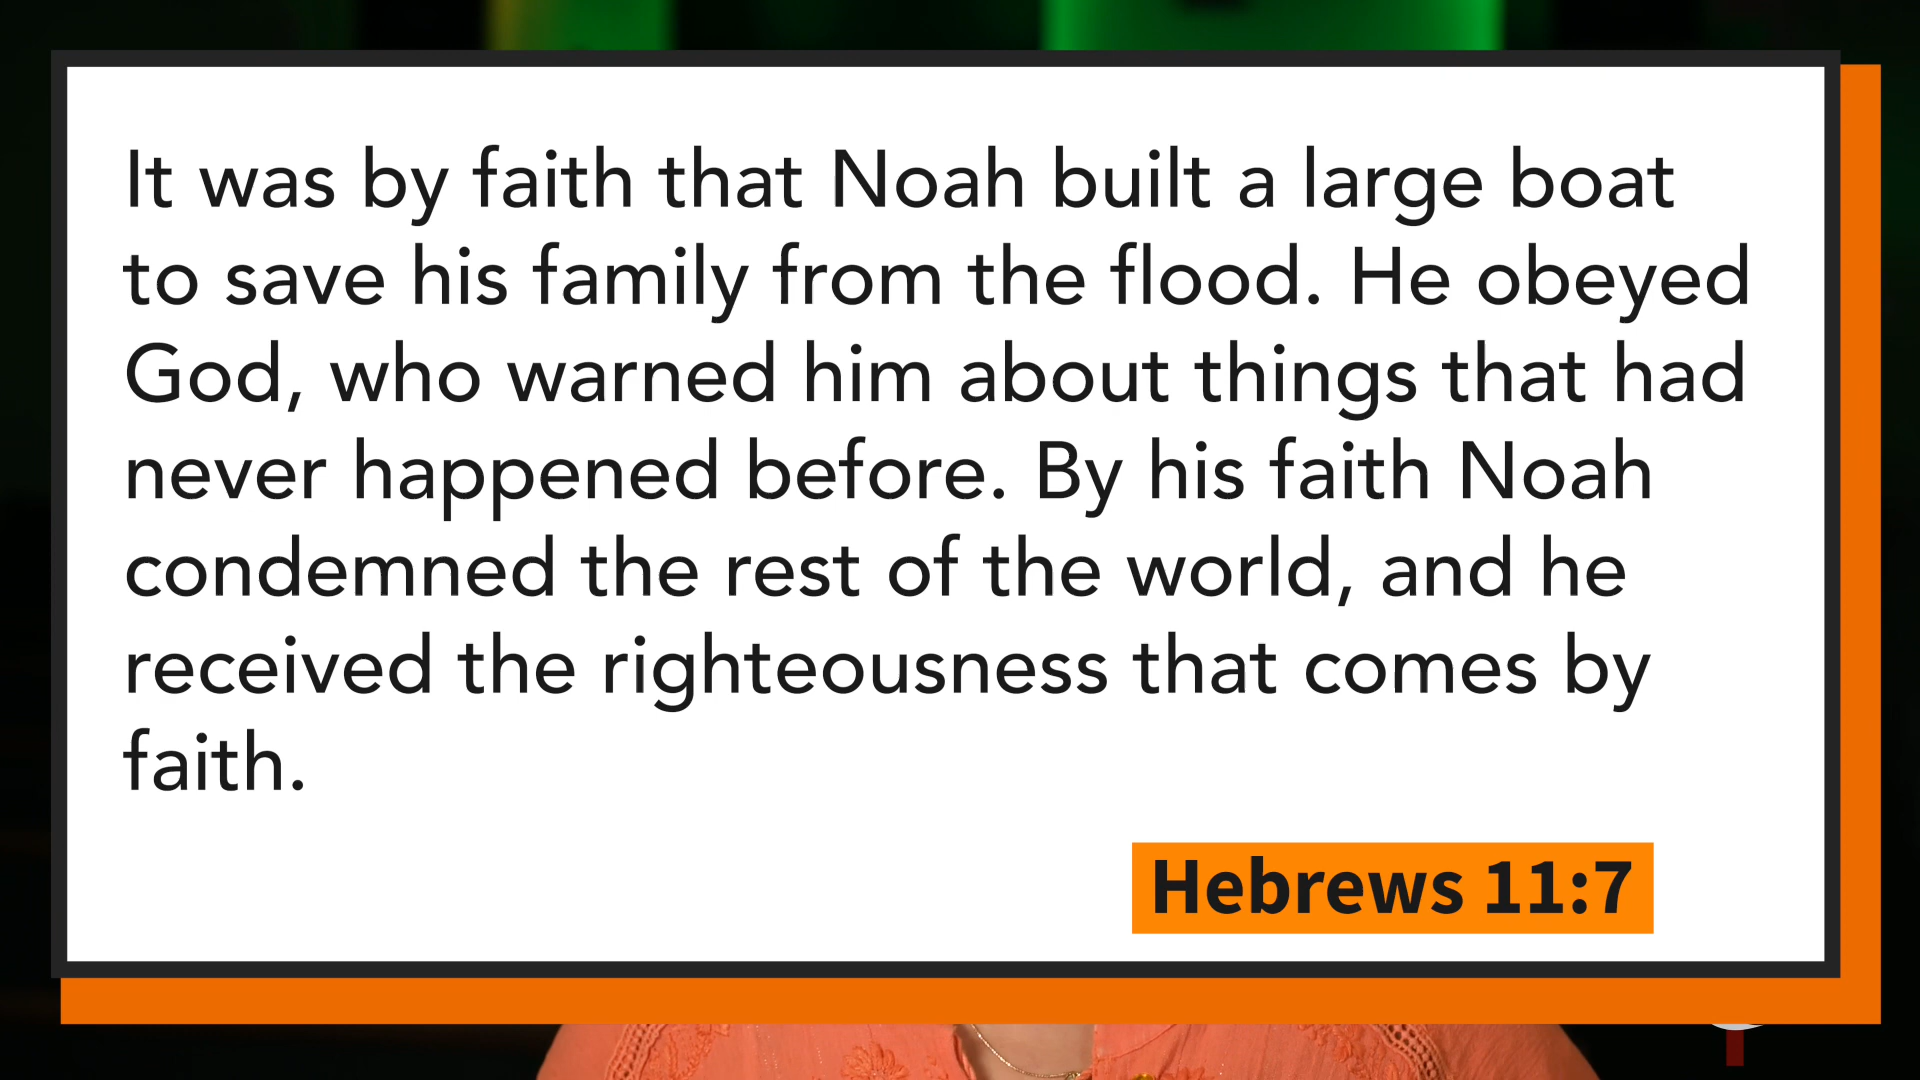 It was by faith that Noah built a large boat
to save his family from the flood. He obeyed
God, who warned him about things that had
never happened before. By his faith Noah
condemned the rest of the world, and he
received the righteousness that comes by
faith.
Hebrews 11:7